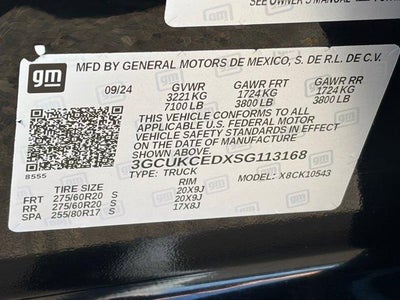 SEE OWNER'S MANUAL
gm
MFD BY GENERAL MOTORS DE MEXICO, S. DE R.L. DE C.V.
09/24 GVWR GAWR FRT GAWR RR
3221 KG 1724 KG 1724 KG
7100 LB 3800 LB 3800 LB
THIS VEHICLE CONFORMS TO ALL APPLICABLE
U.S. FEDERAL MOTOR
VEHICLE SAFETY STANDARDS IN EFFECT
ON THE DATE OF MANUFACTURE
SHOWN ABOVE.
3GCUKCEDXSG113168
8555
TYPE: TRUCK MODEL: X8CK10543
TIRE SIZE RIM
FRT 275/60R20 S 20X9J
RR 275/60R20 S 20X9J
SPA 255/80R17 S 17X8J